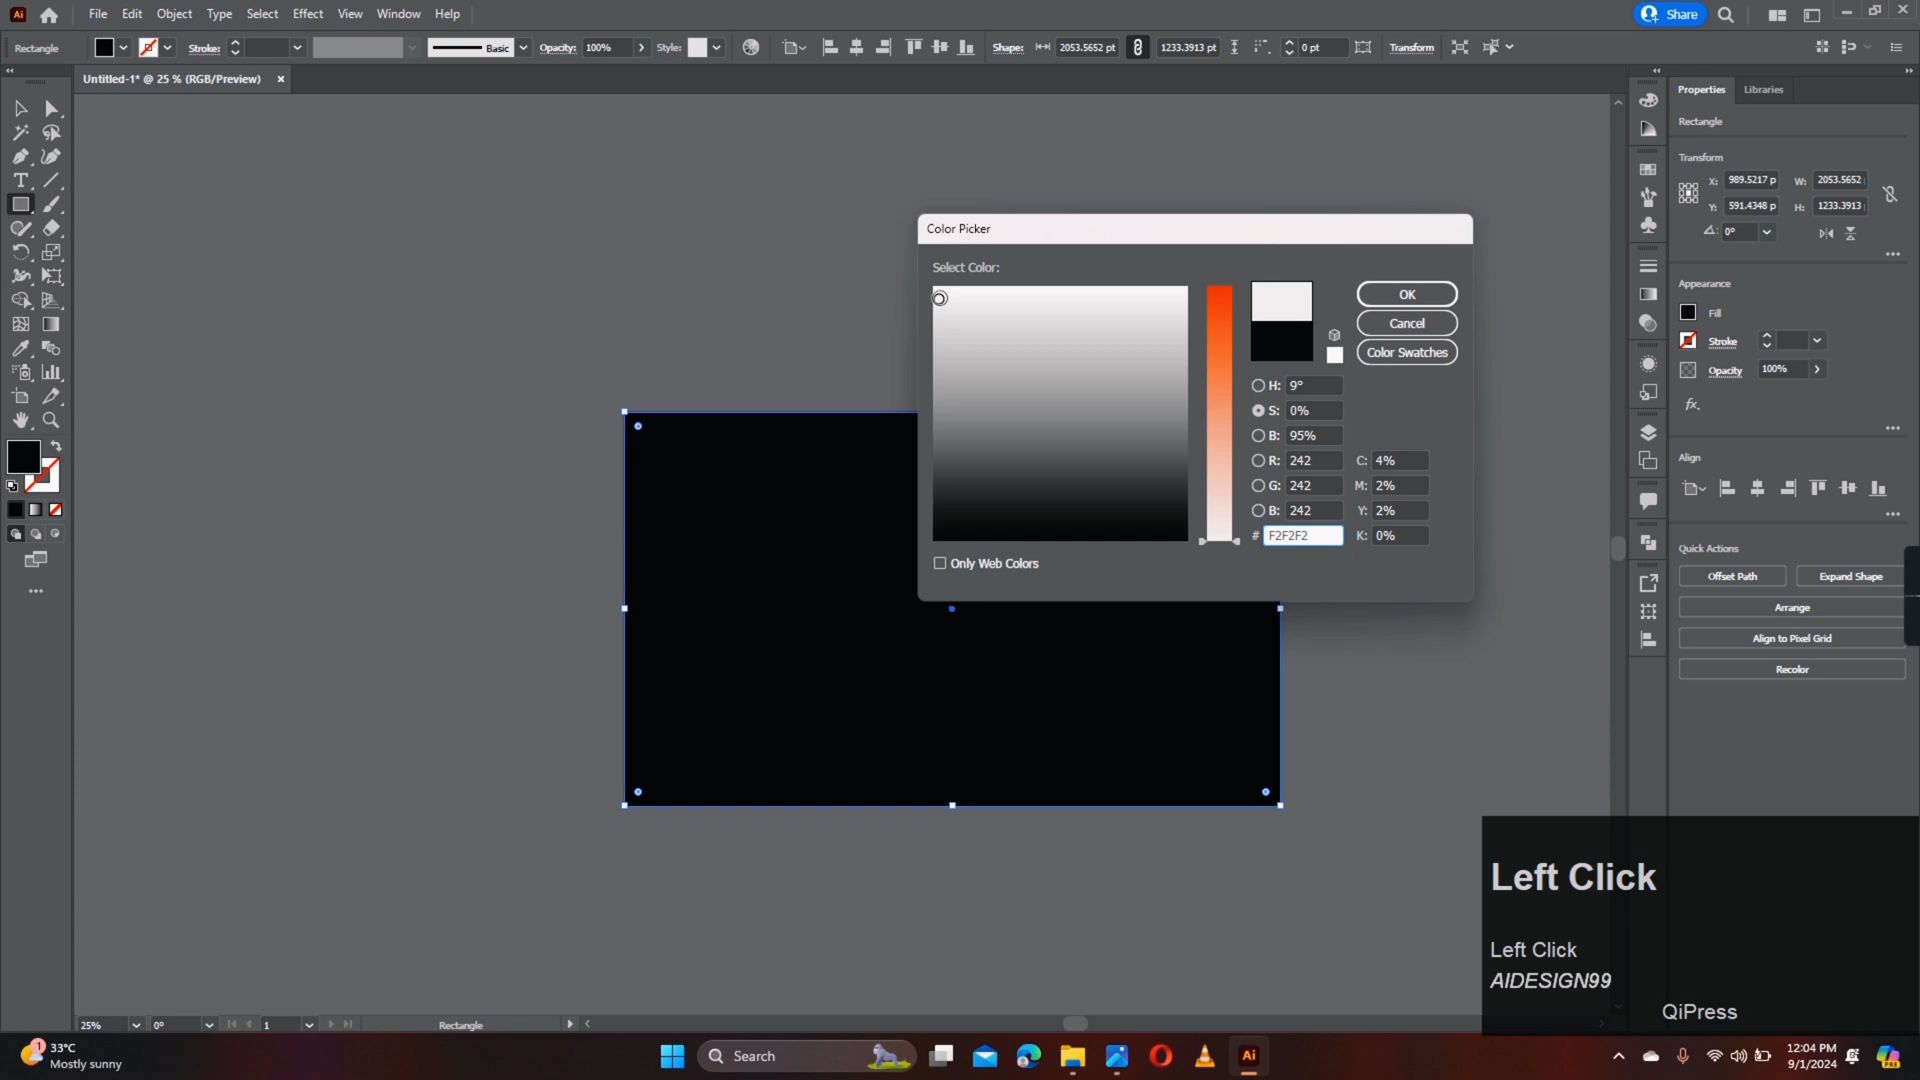 Ai File Edit Object Type Select Effect View Window Help Share
Rectangle Stroke: Basic Opacity: 100% Style: Shape: 2053.5652 pt 1233.3913 pt 0 pt Transform
Untitled-1* @ 25 % (RGB/Preview)
Properties Libraries
Rectangle
Transform
X: 989.5217 p W: 2053.5652
Y: 591.4348 p H: 1233.3913
0°
Appearance
Fill
Stroke
Opacity 100%
fx.
Align
Quick Actions
Offset Path Expand Shape
Arrange
Align to Pixel Grid
Recolor
Color Picker
Select Color:
OK
Cancel
Color Swatches
H: 9°
S: 0%
B: 95%
R: 242 C: 4%
G: 242 M: 2%
B: 242 Y: 2%
# F2F2F2 K: 0%
Only Web Colors
Left Click
Left Click
AIDESIGN99
QiPress
25% 0° 1 Rectangle
1 33°C
Mostly sunny
Search
Ai
12:04 PM
9/1/2024
PRE